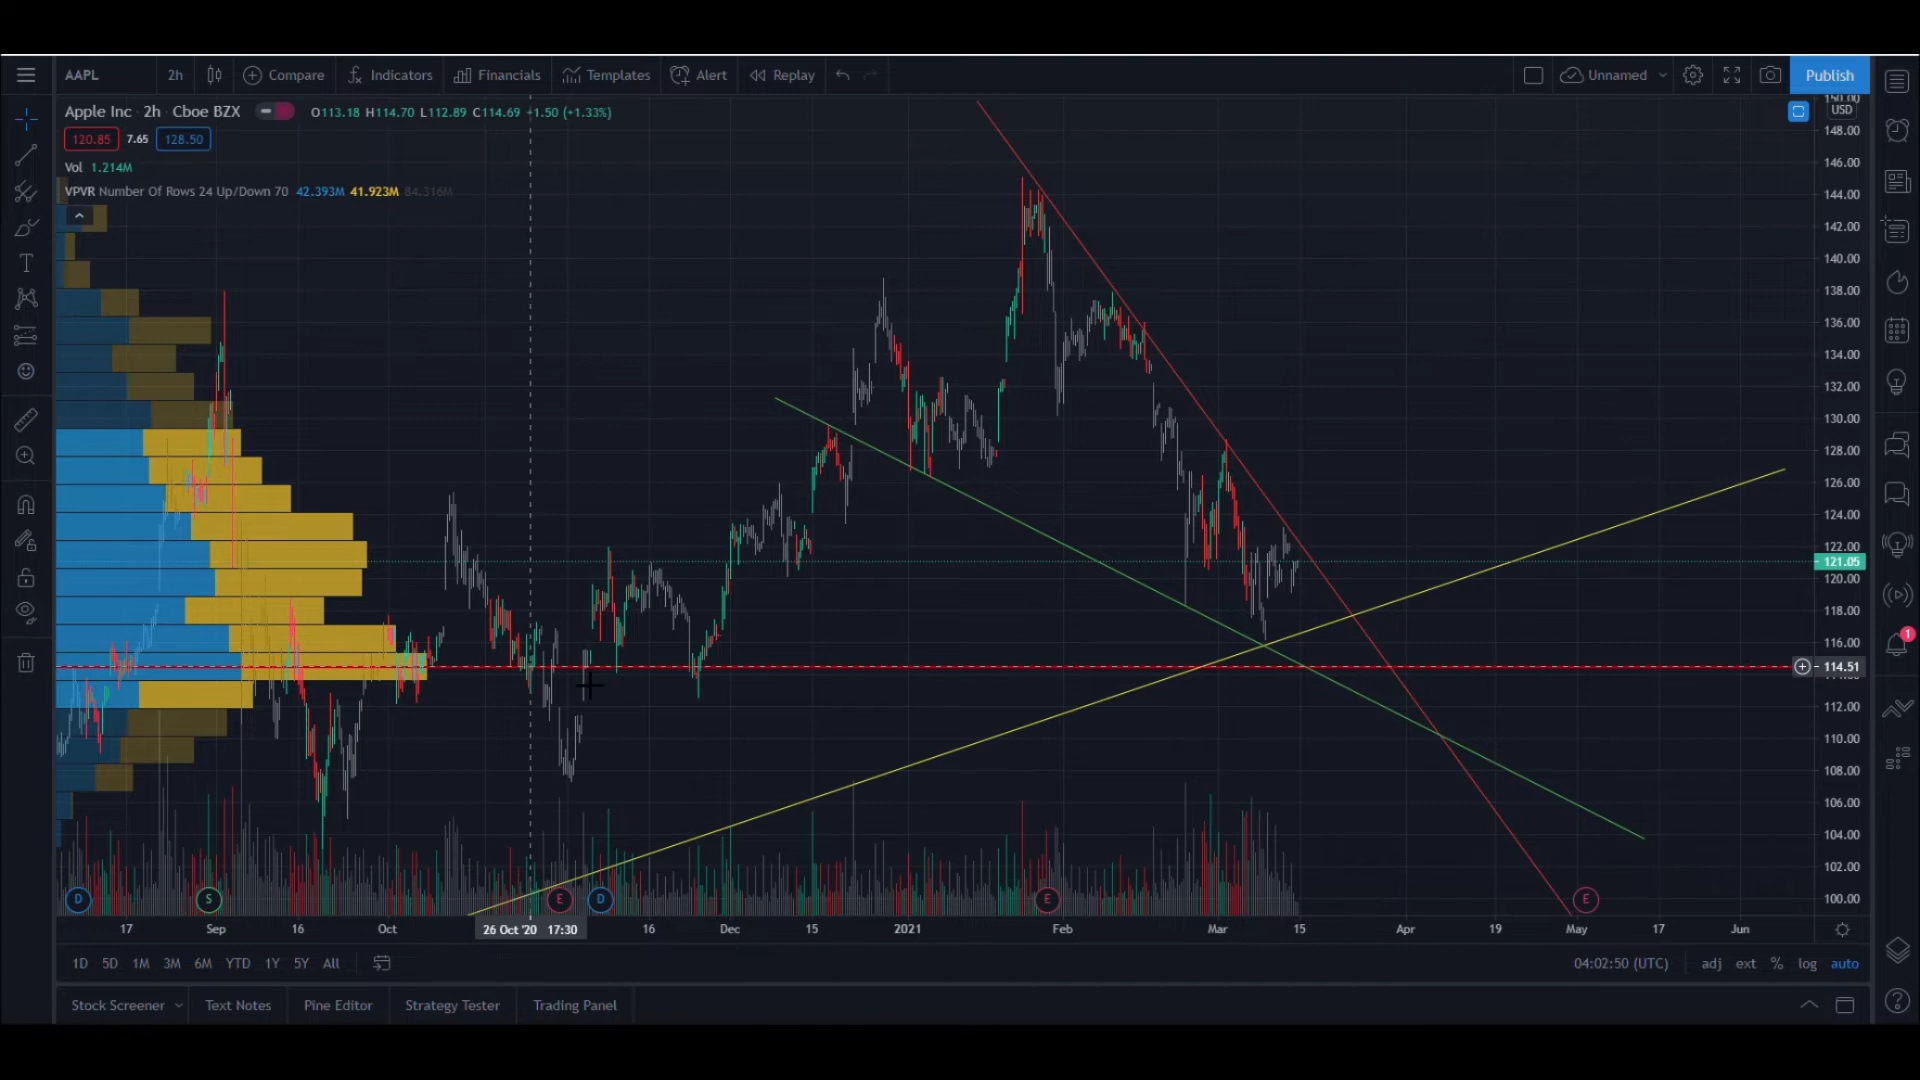 AAPL 2h Compare Indicators Financials Templates Alert Replay Unnamed Publish
Apple Inc · 2h · Cboe BZX O113.18 H114.70 L112.89 C114.69 +1.50 (+1.33%)
120.85 7.65 128.50
Vol 1.214M
VPVR Number Of Rows 24 Up/Down 70 42.393M 41.923M 84.316M
150.00
USD
148.00
146.00
144.00
142.00
140.00
138.00
136.00
134.00
132.00
130.00
128.00
126.00
124.00
122.00
121.05
120.00
118.00
116.00
114.51
112.00
110.00
108.00
106.00
104.00
102.00
100.00
1
D S E D E E
17 Sep 16 Oct 26 Oct '20 17:30 16 Dec 15 2021 Feb Mar 15 Apr 19 May 17 Jun
1D 5D 1M 3M 6M YTD 1Y 5Y All 04:02:50 (UTC) adj ext % log auto
Stock Screener Text Notes Pine Editor Strategy Tester Trading Panel